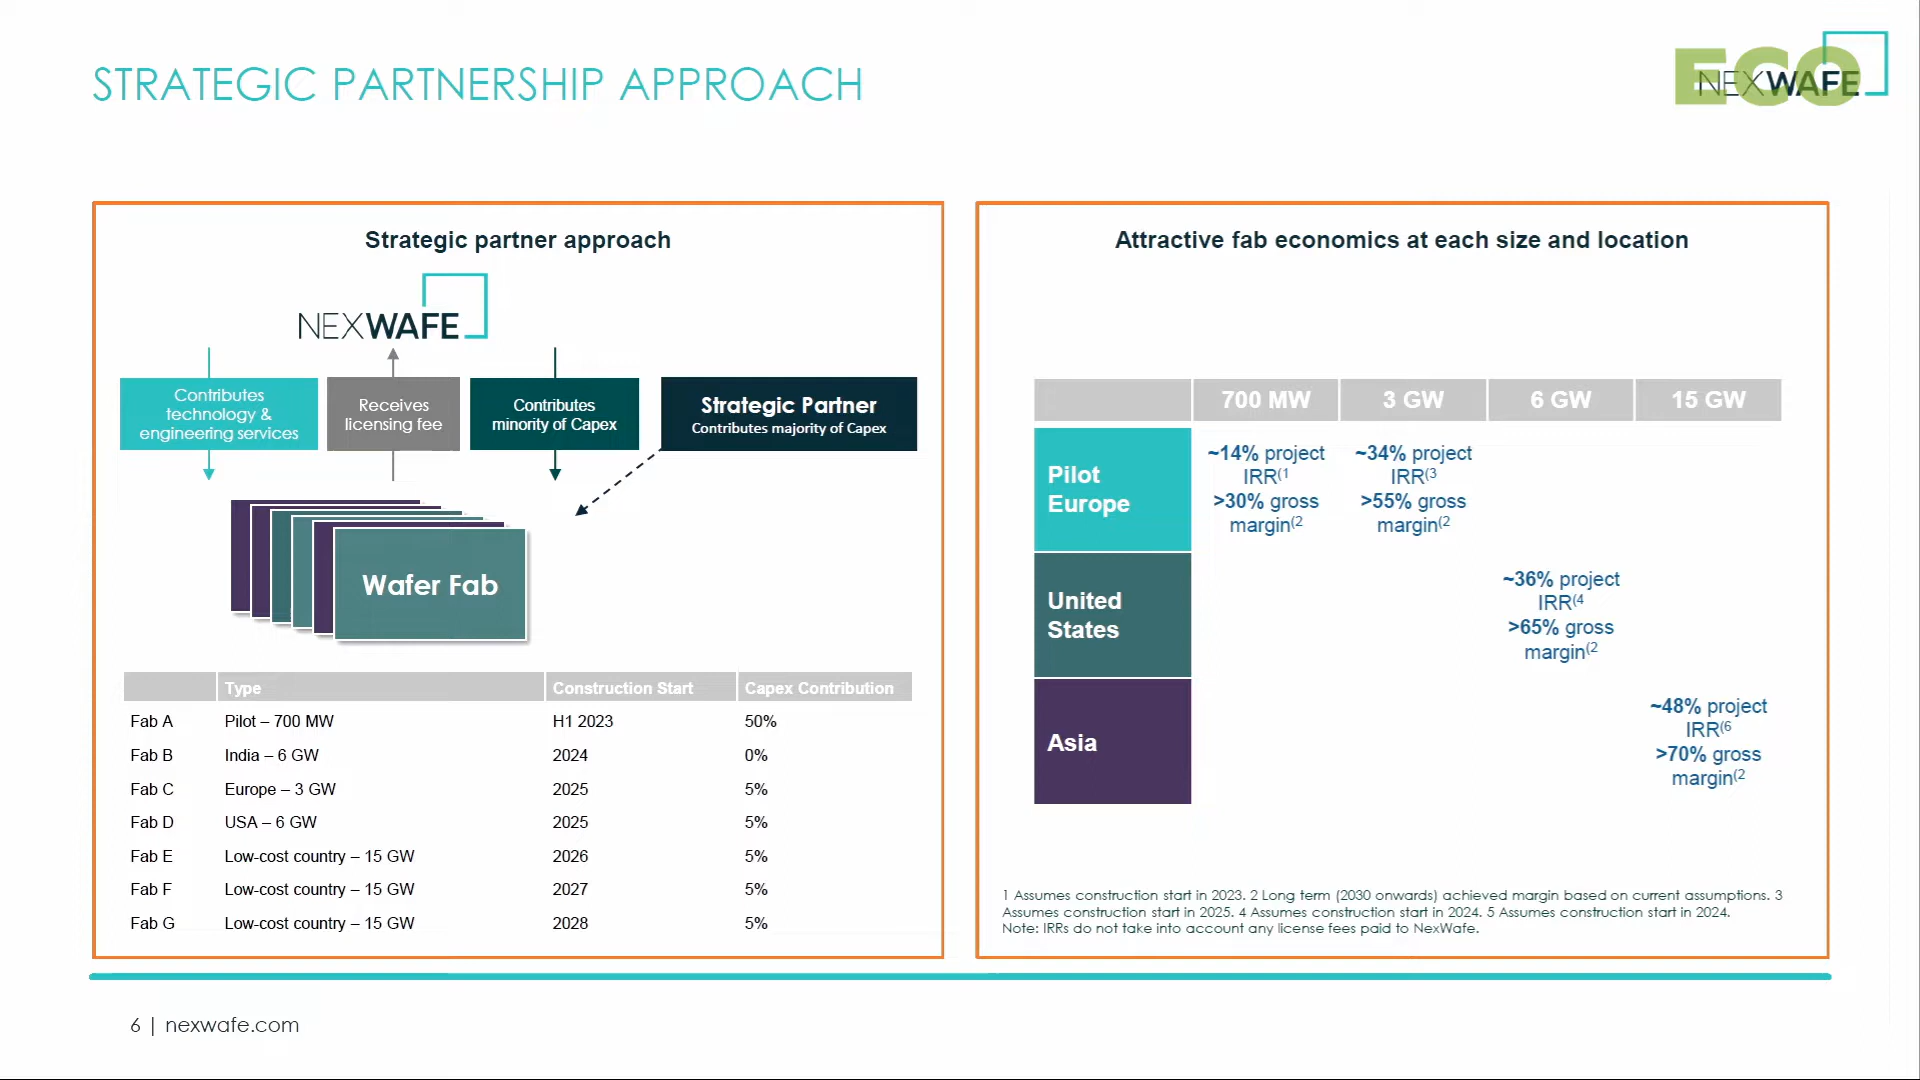 STRATEGIC PARTNERSHIP APPROACH
ECO
NEXWAFE
Strategic partner approach
NEXWAFE
Contributes
technology &
engineering services
Receives
licensing fee
Contributes
minority of Capex
Strategic Partner
Contributes majority of Capex
Wafer Fab
Type Construction Start Capex Contribution
Fab A Pilot – 700 MW H1 2023 50%
Fab B India – 6 GW 2024 0%
Fab C Europe – 3 GW 2025 5%
Fab D USA – 6 GW 2025 5%
Fab E Low-cost country – 15 GW 2026 5%
Fab F Low-cost country – 15 GW 2027 5%
Fab G Low-cost country – 15 GW 2028 5%
Attractive fab economics at each size and location
700 MW 3 GW 6 GW 15 GW
Pilot
Europe
~14% project
IRR(1
>30% gross
margin(2
~34% project
IRR(3
>55% gross
margin(2
United
States
~36% project
IRR(4
>65% gross
margin(2
Asia
~48% project
IRR(6
>70% gross
margin(2
1 Assumes construction start in 2023. 2 Long term (2030 onwards) achieved margin based on current assumptions. 3
Assumes construction start in 2025. 4 Assumes construction start in 2024. 5 Assumes construction start in 2024.
Note: IRRs do not take into account any license fees paid to NexWafe.
6 | nexwafe.com